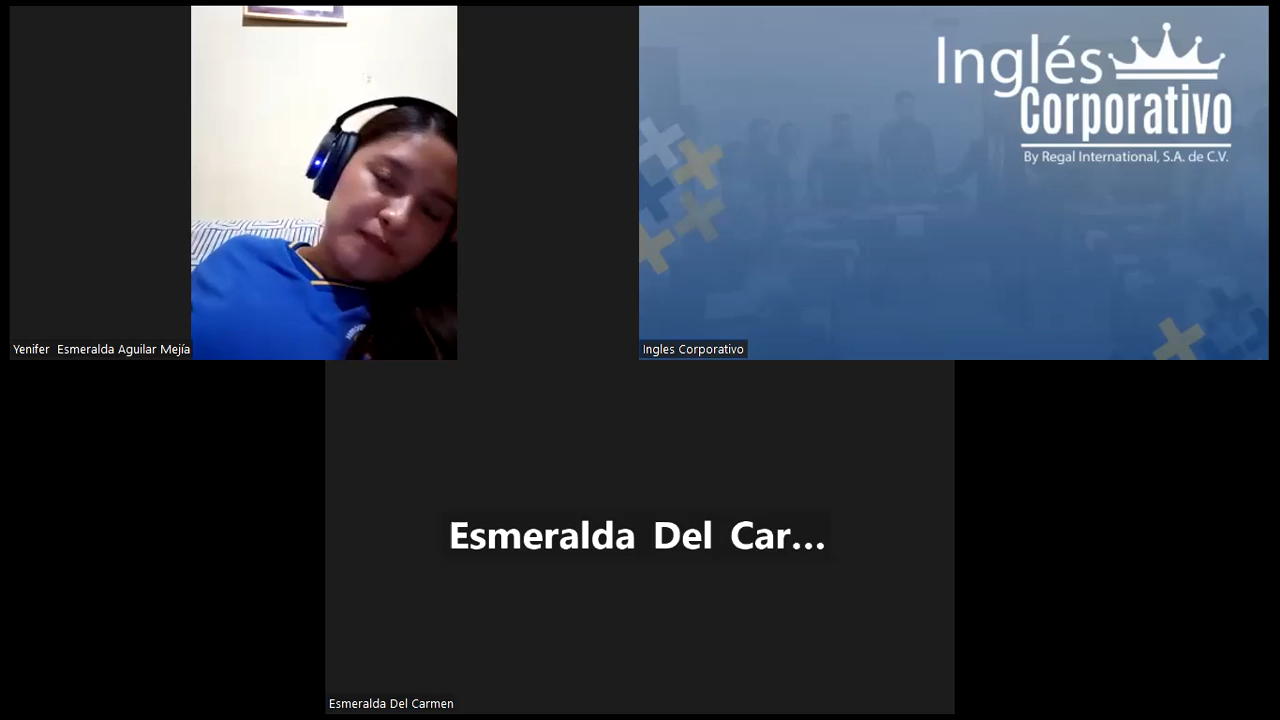 Inglés
Corporativo
By Regal International, S.A. de C.V.
Yenifer Esmeralda Aguilar Mejía
Ingles Corporativo
Esmeralda Del Car...
Esmeralda Del Carmen